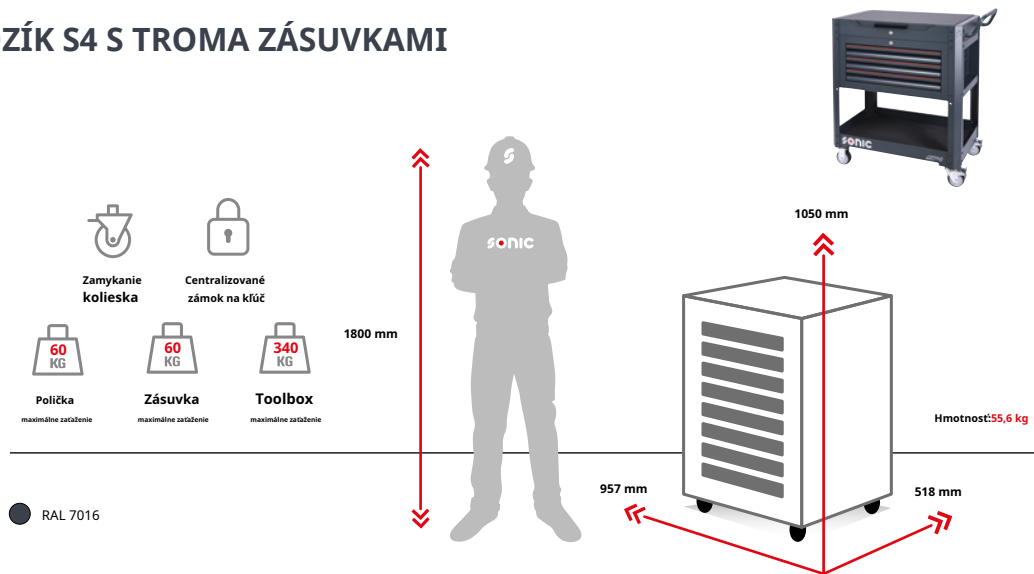 ZÍK S4 S TROMA ZÁSUVKAMI
sonic
1050 mm
sonic
Zamykanie
kolieska
Centralizované
zámok na kľúč
1800 mm
60
KG
60
KG
340
KG
Polička
maximálne zaťaženie
Zásuvka
maximálne zaťaženie
Toolbox
maximálne zaťaženie
Hmotnosť:55,6 kg
957 mm
518 mm
RAL 7016